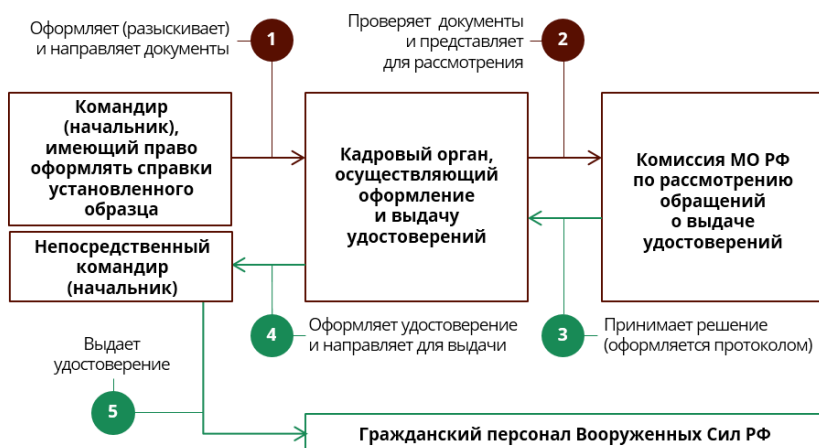 Оформляет (разыскивает)
и направляет документы
1
Проверяет документы
и представляет
для рассмотрения
2
Командир
(начальник),
имеющий право
оформлять справки
установленного
образца
Кадровый орган,
осуществляющий
оформление
и выдачу
удостоверений
Комиссия МО РФ
по рассмотрению
обращений
о выдаче
удостоверений
Непосредственный
командир
(начальник)
4
Оформляет удостоверение
и направляет для выдачи
3
Принимает решение
(оформляется протоколом)
Выдает
удостоверение
5
Гражданский персонал Вооруженных Сил РФ